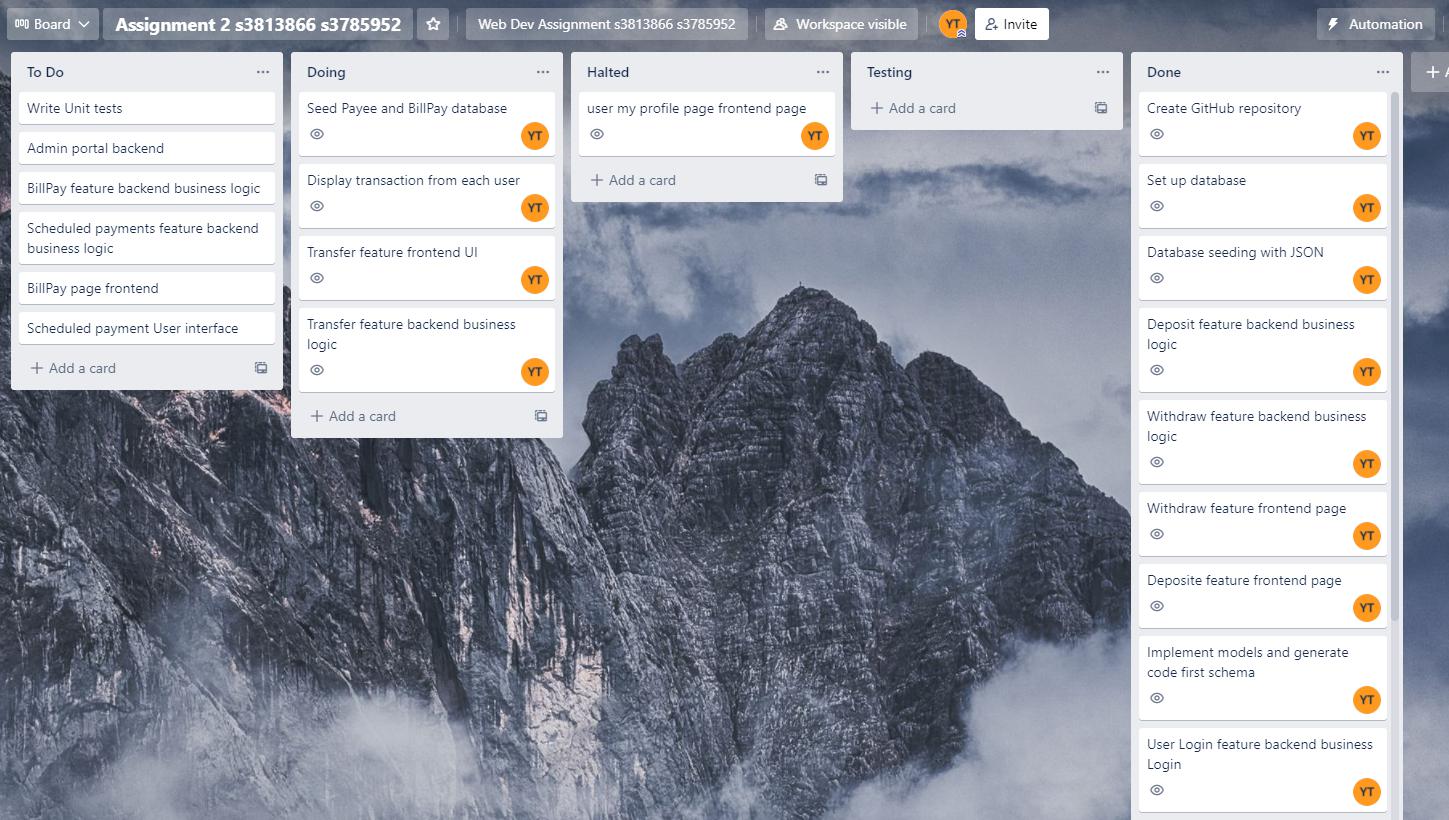 Board
Assignment 2 s3813866 s3785952
Web Dev Assignment s3813866 s3785952
Workspace visible
YT
Invite
Automation
To Do
Write Unit tests
Admin portal backend
BillPay feature backend business logic
Scheduled payments feature backend
business logic
BillPay page frontend
Scheduled payment User interface
Add a card
Doing
Seed Payee and BillPay database
YT
Display transaction from each user
YT
Transfer feature frontend UI
YT
Transfer feature backend business
logic
YT
Add a card
Halted
user my profile page frontend page
YT
Add a card
Testing
Add a card
Done
Create GitHub repository
YT
Set up database
YT
Database seeding with JSON
YT
Deposit feature backend business
logic
YT
Withdraw feature backend business
logic
YT
Withdraw feature frontend page
YT
Deposite feature frontend page
YT
Implement models and generate
code first schema
YT
User Login feature backend business
Login
YT